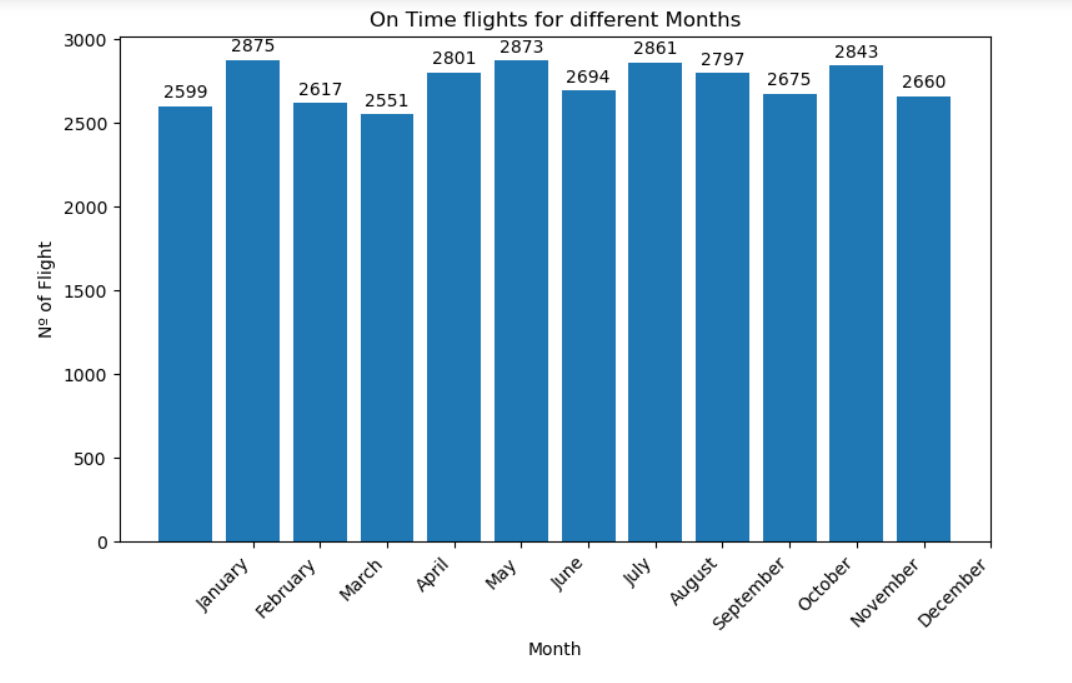 On Time flights for different Months
3000
2500
2000
1500
1000
500
0
Nº of Flight
2599
2875
2617
2551
2801
2873
2694
2861
2797
2675
2843
2660
January
February
March
April
May
June
July
August
September
October
November
December
Month